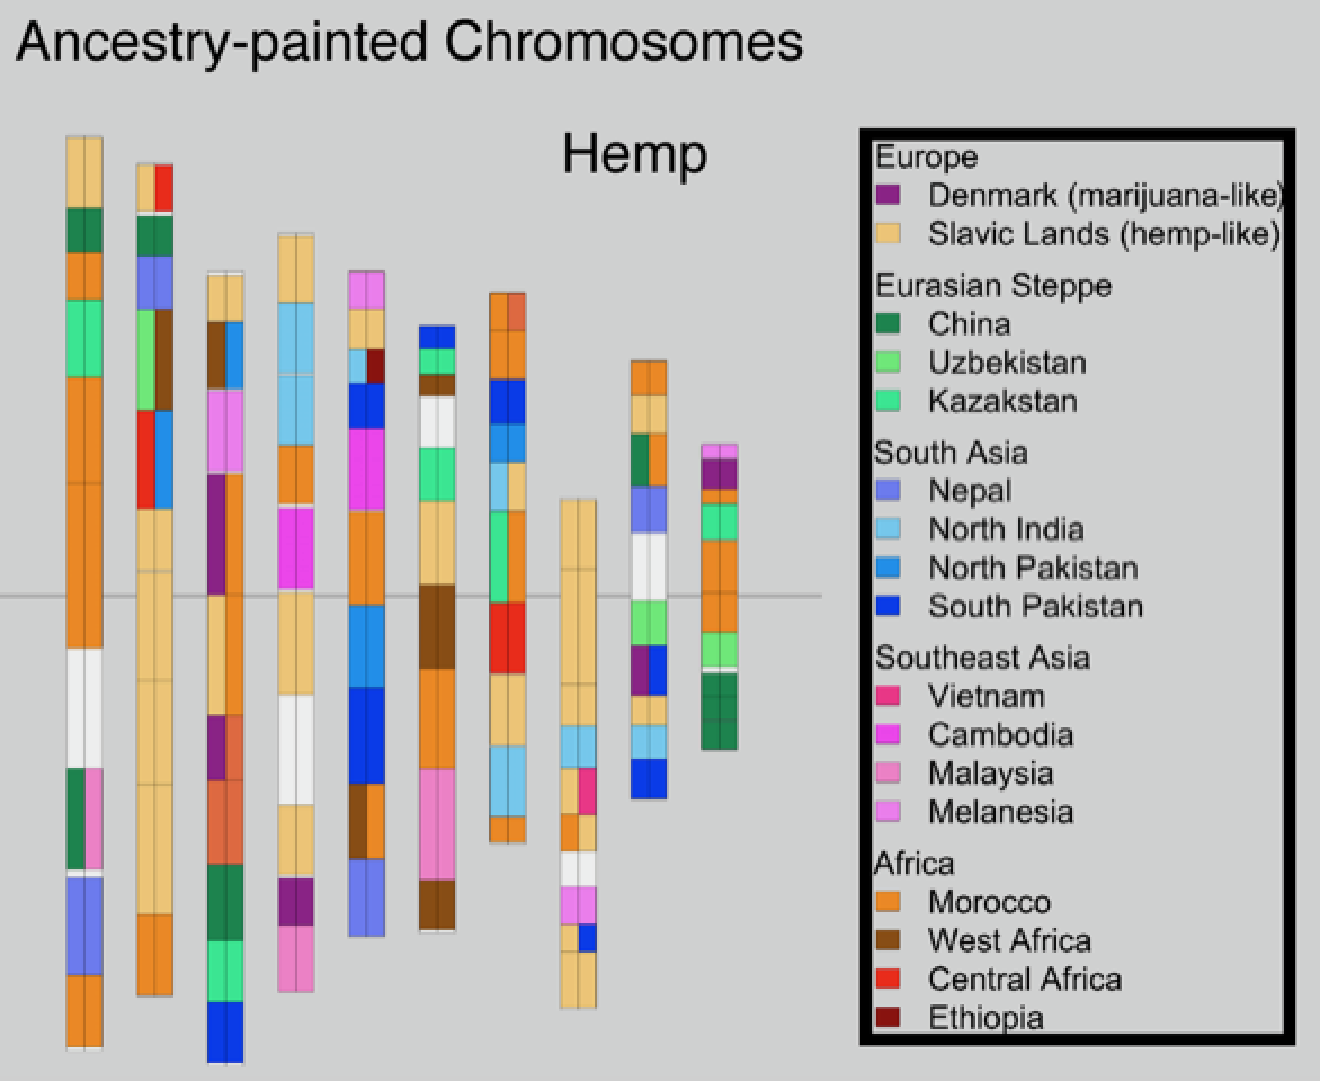 Ancestry-painted Chromosomes
Hemp
Europe
Denmark (marijuana-like)
Slavic Lands (hemp-like)
Eurasian Steppe
China
Uzbekistan
Kazakstan
South Asia
Nepal
North India
North Pakistan
South Pakistan
Southeast Asia
Vietnam
Cambodia
Malaysia
Melanesia
Africa
Morocco
West Africa
Central Africa
Ethiopia